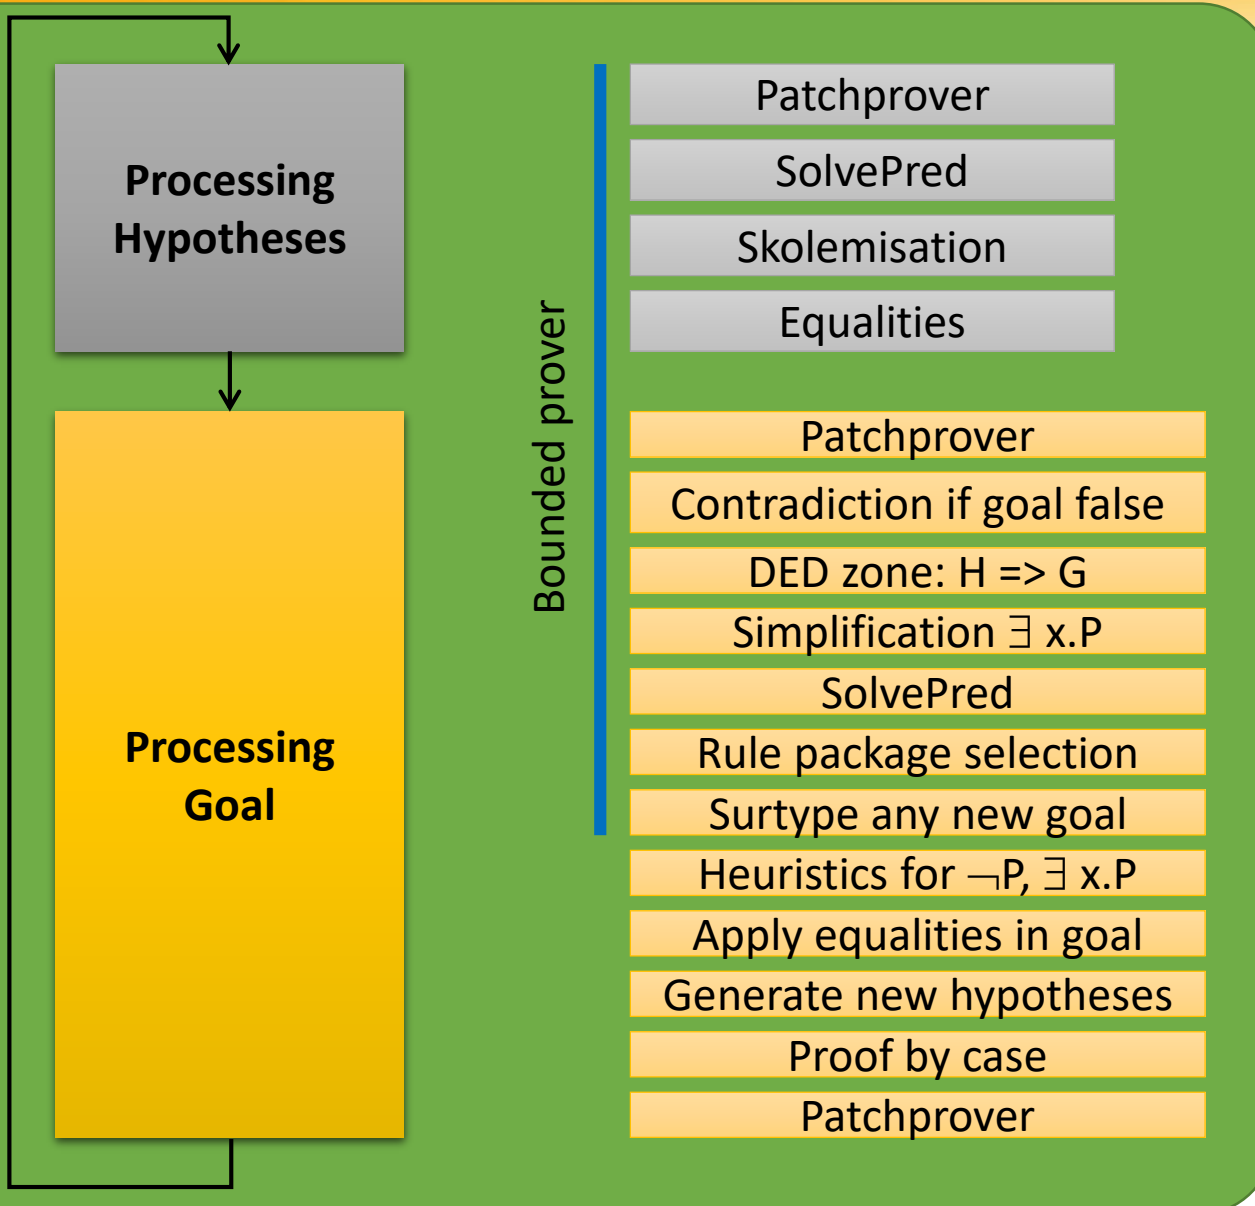 Processing
Hypotheses
Processing
Goal
Bounded prover
Patchprover
SolvePred
Skolemisation
Equalities
Patchprover
Contradiction if goal false
DED zone: H => G
Simplification ∃ x.P
SolvePred
Rule package selection
Surtype any new goal
Heuristics for ¬P, ∃ x.P
Apply equalities in goal
Generate new hypotheses
Proof by case
Patchprover